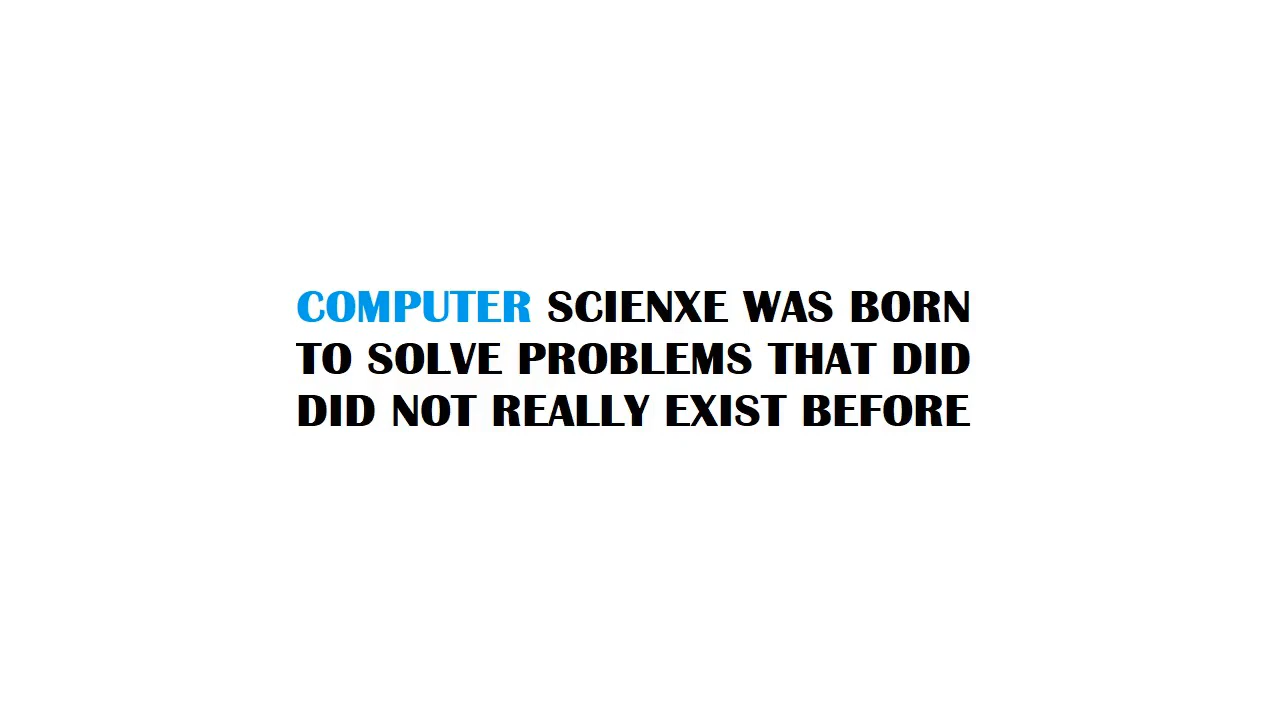 COMPUTER SCIENXE WAS BORN
TO SOLVE PROBLEMS THAT DID
DID NOT REALLY EXIST BEFORE